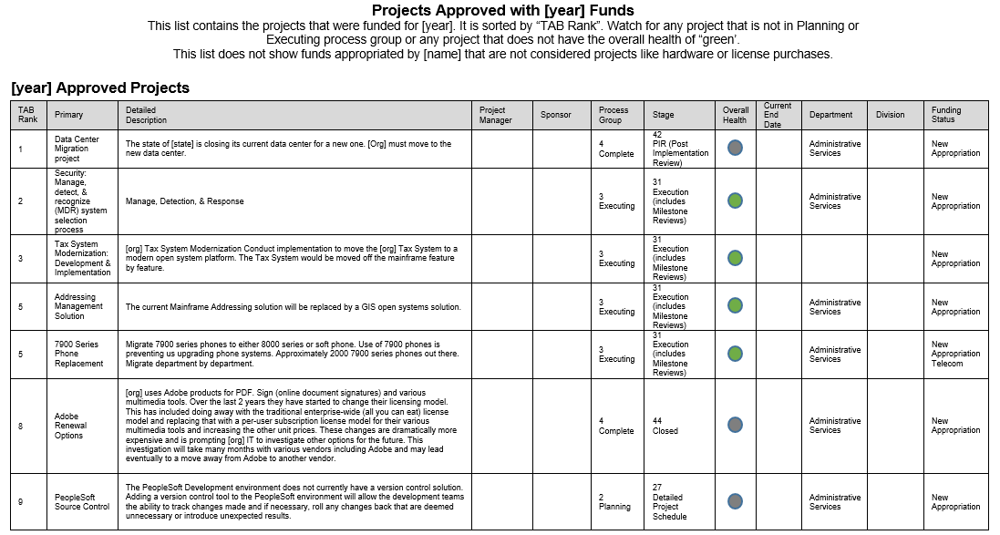 Projects Approved with [year] Funds
This list contains the projects that were funded for [year]. It is sorted by “TAB Rank”. Watch for any project that is not in Planning or
Executing process group or any project that does not have the overall health of “green’.
This list does not show funds appropriated by [name] that are not considered projects like hardware or license purchases.
[year] Approved Projects
TAB
Rank
Primary
Detailed
Description
Project
Manager
Sponsor
Process
Group
Stage
Overall
Health
Current
End
Date
Department
Division
Funding
Status
1
Data Center
Migration
project
The state of [state] is closing its current data center for a new one. [Org] must move to the
new data center.
4
Complete
42
PIR (Post
Implementation
Review)
Administrative
Services
New
Appropriation
2
Security:
Manage,
detect, &
recognize
(MDR) system
selection
process
Manage, Detection, & Response
3
Executing
31
Execution
(includes
Milestone
Reviews)
Administrative
Services
New
Appropriation
3
Tax System
Modernization:
Development &
Implementation
[org] Tax System Modernization Conduct implementation to move the [org] Tax System to a
modern open system platform. The Tax System would be moved off the mainframe feature
by feature.
3
Executing
31
Execution
(includes
Milestone
Reviews)
New
Appropriation
5
Addressing
Management
Solution
The current Mainframe Addressing solution will be replaced by a GIS open systems solution.
3
Executing
31
Execution
(includes
Milestone
Reviews)
Administrative
Services
New
Appropriation
5
7900 Series
Phone
Replacement
Migrate 7900 series phones to either 8000 series or soft phone. Use of 7900 phones is
preventing us upgrading phone systems. Approximately 2000 7900 series phones out there.
Migrate department by department.
3
Executing
31
Execution
(includes
Milestone
Reviews)
Administrative
Services
New
Appropriation
Telecom
8
Adobe
Renewal
Options
[org] uses Adobe products for PDF. Sign (online document signatures) and various
multimedia tools. Over the last 2 years they have started to change their licensing model.
This has included doing away with the traditional enterprise-wide (all you can eat) license
model and replacing that with a per-user subscription license model for their various
multimedia tools and increasing the other unit prices. These changes are dramatically more
expensive and is prompting [org] IT to investigate other options for the future. This
investigation will take many months with various vendors including Adobe and may lead
eventually to a move away from Adobe to another vendor.
4
Complete
44
Closed
Administrative
Services
New
Appropriation
9
PeopleSoft
Source Control
The PeopleSoft Development environment does not currently have a version control solution.
Adding a version control tool to the PeopleSoft environment will allow the development teams
the ability to track changes made and if necessary, roll any changes back that are deemed
unnecessary or introduce unexpected results.
2
Planning
27
Detailed
Project
Schedule
Administrative
Services
New
Appropriation